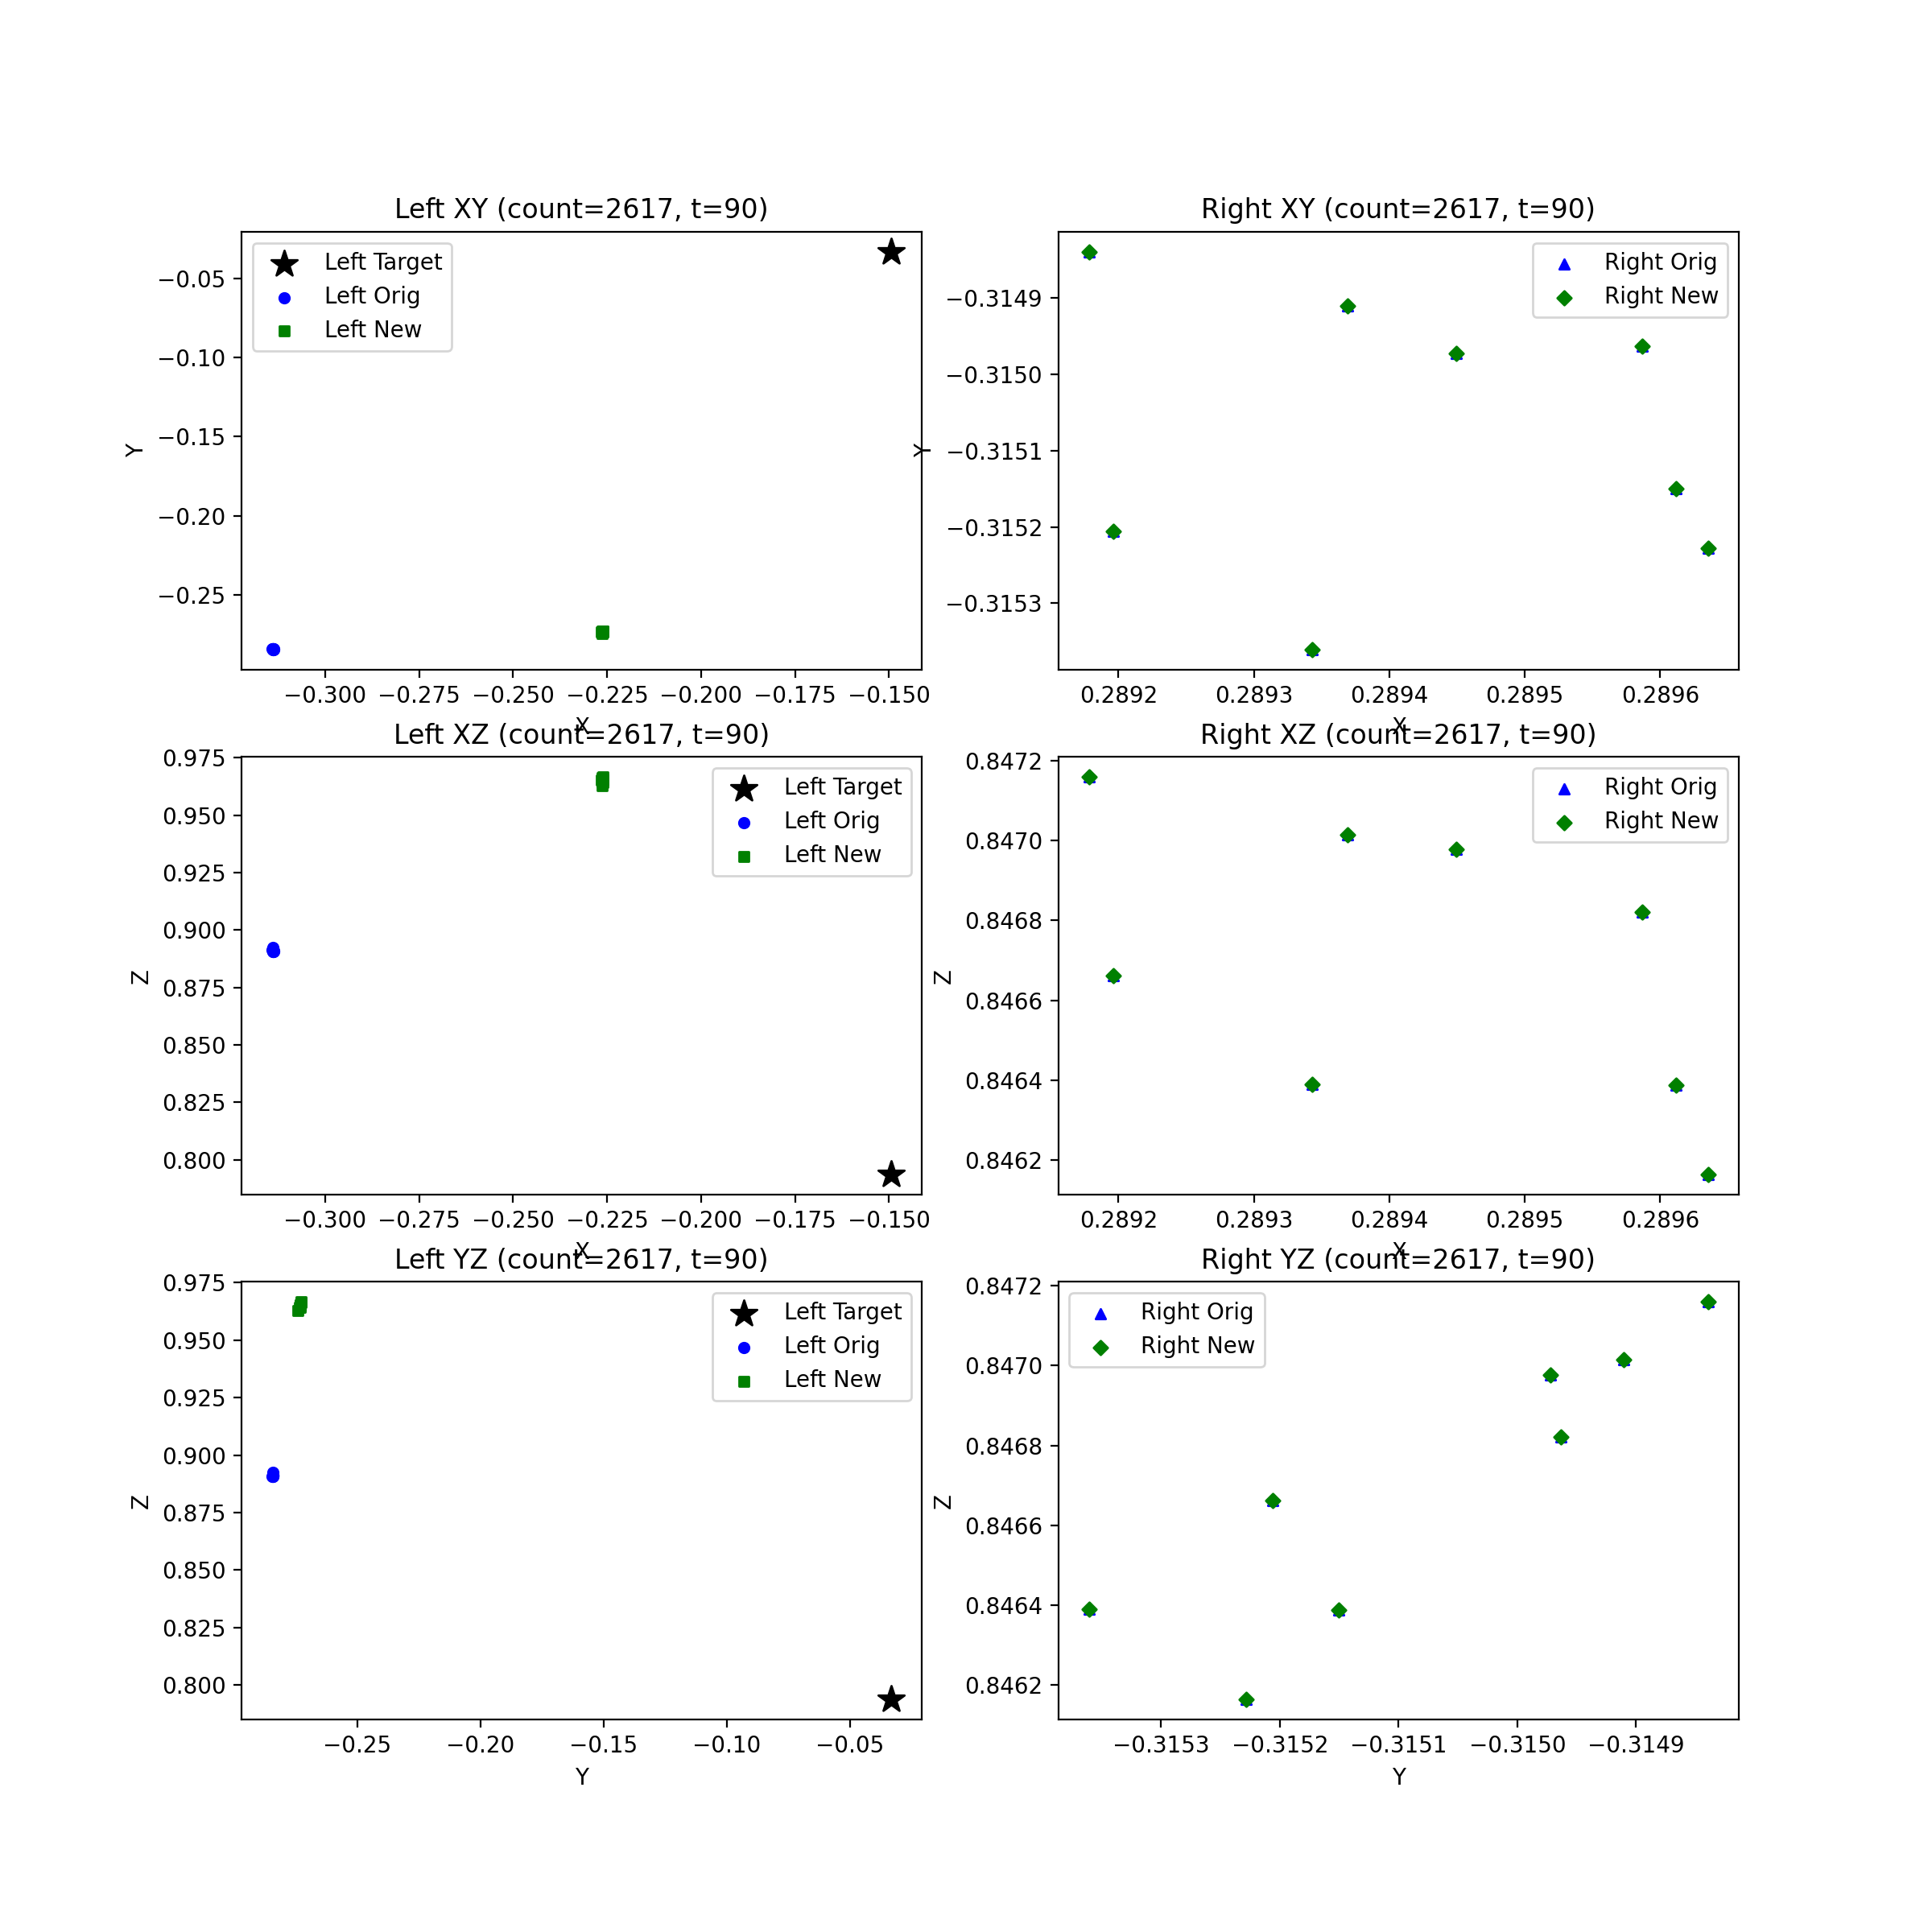 Left XY (count=2617, t=90)
Left Target
Left Orig
Left New
−0.05
−0.10
−0.15
−0.20
−0.25
Y
−0.300 −0.275 −0.250 −0.225 −0.200 −0.175 −0.150
X
Right XY (count=2617, t=90)
Right Orig
Right New
−0.3149
−0.3150
−0.3151
−0.3152
−0.3153
Y
0.2892 0.2893 0.2894 0.2895 0.2896
X
Left XZ (count=2617, t=90)
Left Target
Left Orig
Left New
0.975
0.950
0.925
0.900
0.875
0.850
0.825
0.800
Z
−0.300 −0.275 −0.250 −0.225 −0.200 −0.175 −0.150
X
Right XZ (count=2617, t=90)
Right Orig
Right New
0.8472
0.8470
0.8468
0.8466
0.8464
0.8462
Z
0.2892 0.2893 0.2894 0.2895 0.2896
X
Left YZ (count=2617, t=90)
Left Target
Left Orig
Left New
0.975
0.950
0.925
0.900
0.875
0.850
0.825
0.800
Z
−0.25 −0.20 −0.15 −0.10 −0.05
Y
Right YZ (count=2617, t=90)
Right Orig
Right New
0.8472
0.8470
0.8468
0.8466
0.8464
0.8462
Z
−0.3153 −0.3152 −0.3151 −0.3150 −0.3149
Y